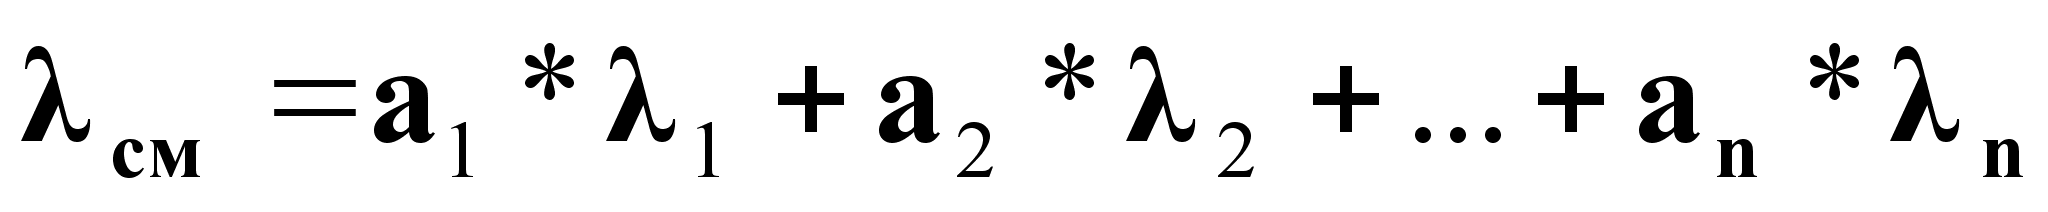 λсм = a1 * λ1 + a2 * λ2 + ... + an * λn